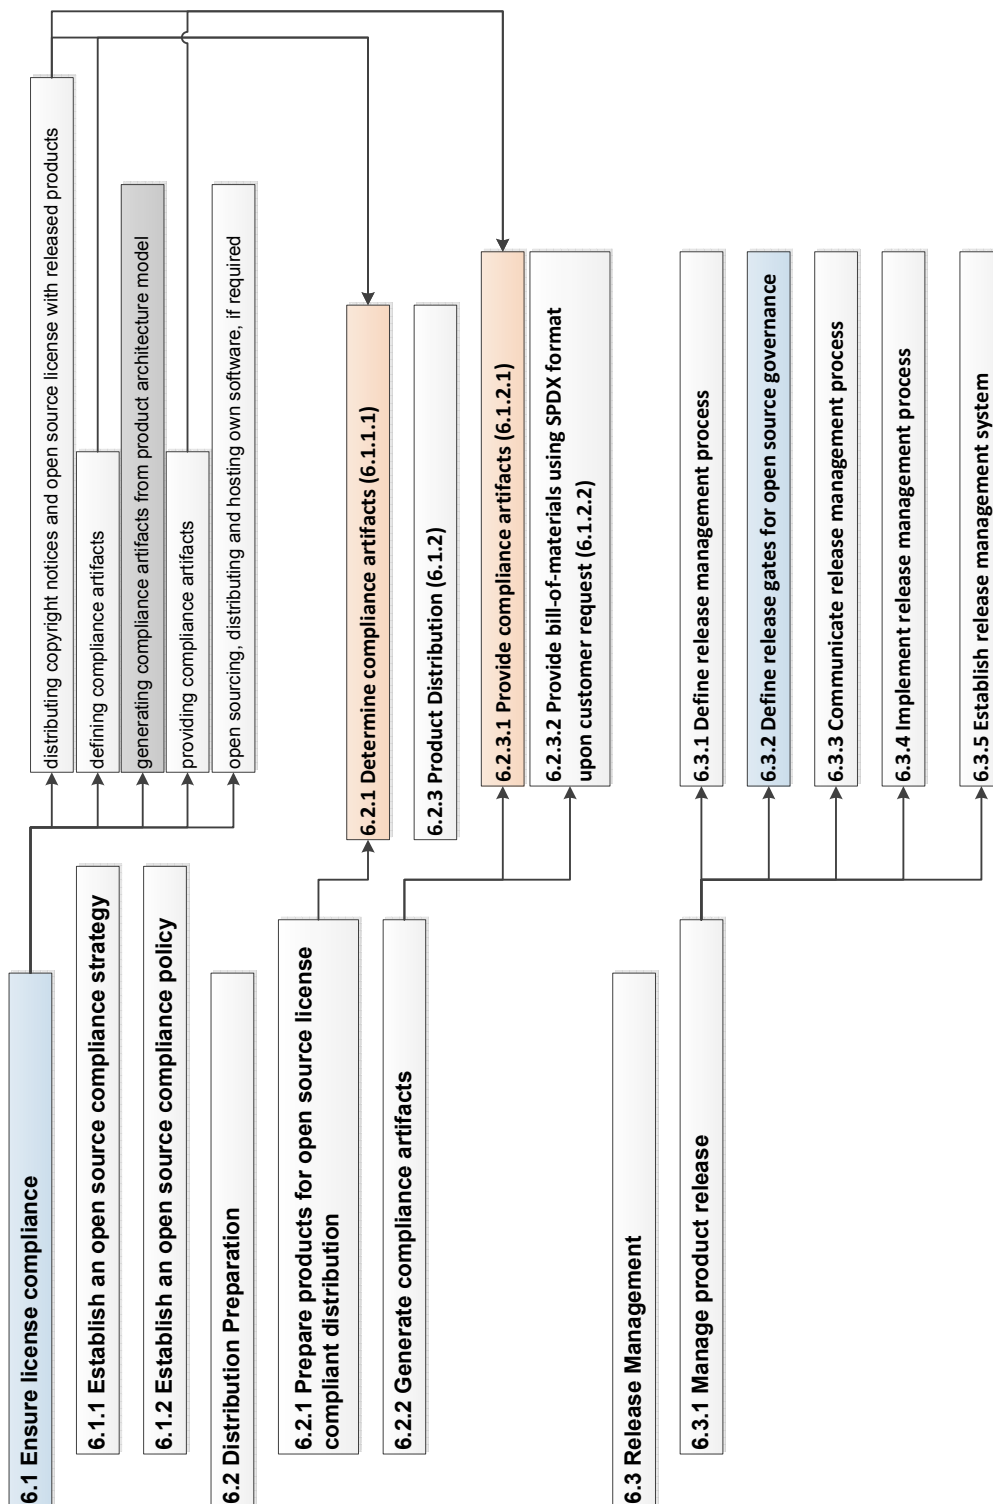 6.1 Ensure license compliance
distributing copyright notices and open source license with released products
defining compliance artifacts
generating compliance artifacts from product architecture model
providing compliance artifacts
open sourcing, distributing and hosting own software, if required
6.1.1 Establish an open source compliance strategy
6.1.2 Establish an open source compliance policy
6.2 Distribution Preparation
6.2.1 Prepare products for open source license
compliant distribution
6.2.1 Determine compliance artifacts (6.1.1.1)
6.2.2 Generate compliance artifacts
6.2.3 Product Distribution (6.1.2)
6.2.3.1 Provide compliance artifacts (6.1.2.1)
6.2.3.2 Provide bill-of-materials using SPDX format
upon customer request (6.1.2.2)
6.3 Release Management
6.3.1 Manage product release
6.3.1 Define release management process
6.3.2 Define release gates for open source governance
6.3.3 Communicate release management process
6.3.4 Implement release management process
6.3.5 Establish release management system